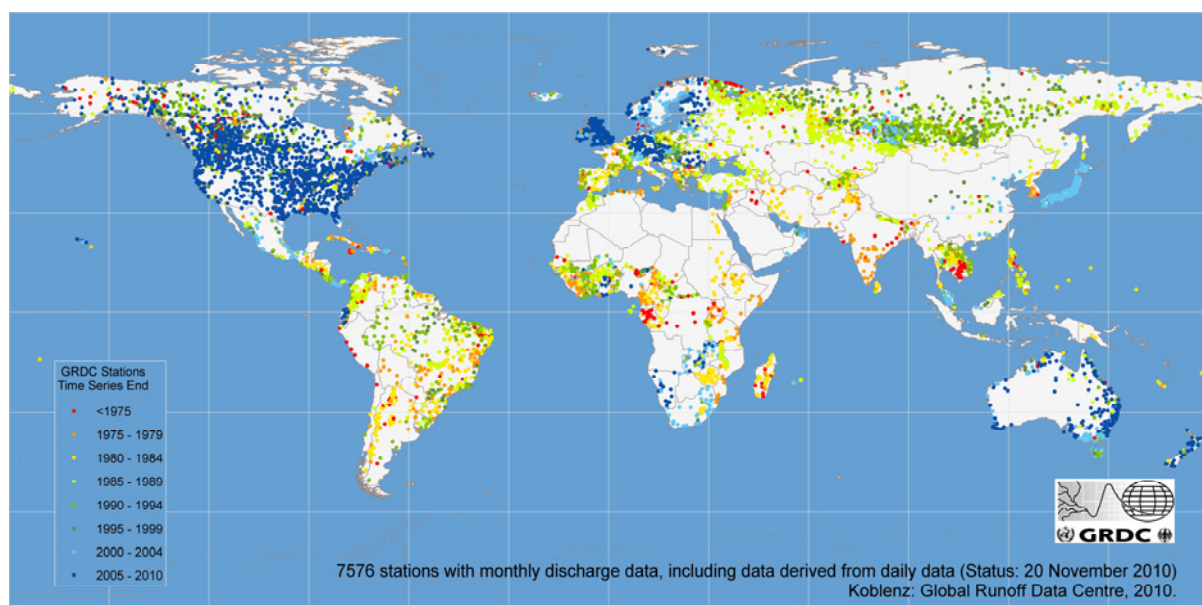 GRDC Stations
Time Series End
<1975
1975 - 1979
1980 - 1984
1985 - 1989
1990 - 1994
1995 - 1999
2000 - 2004
2005 - 2010
GRDC
7576 stations with monthly discharge data, including data derived from daily data (Status: 20 November 2010)
Koblenz: Global Runoff Data Centre, 2010.